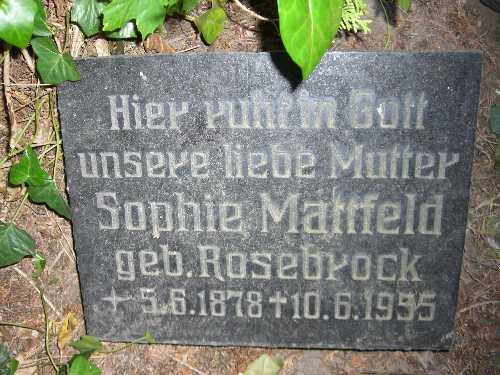 Hier ruht in Gott
unsere liebe Mutter
Sophie Mattfeld
geb. Rosebrock
✶ 5.6.1878 ✝ 10.6.1955